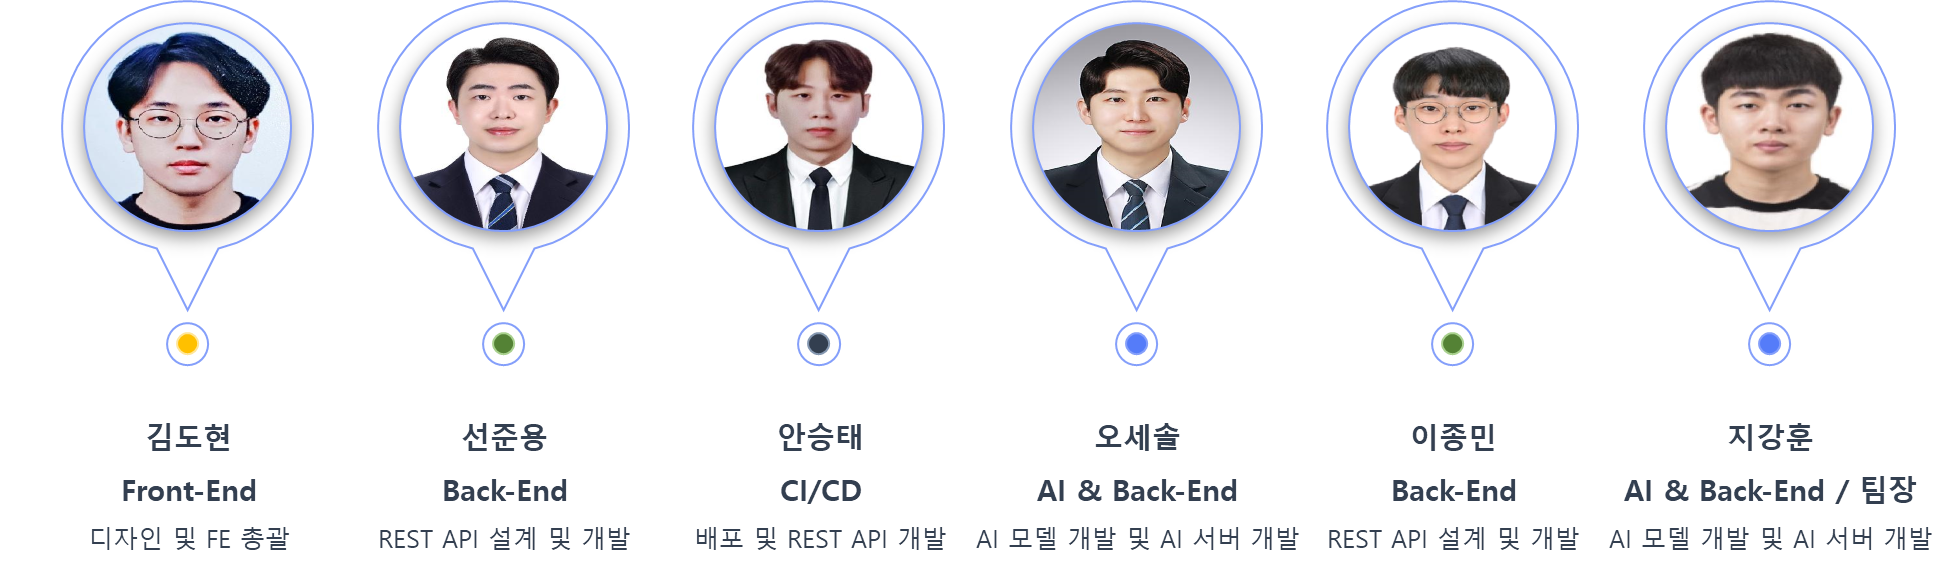 김도현
Front-End
디자인 및 FE 총괄
선준용
Back-End
REST API 설계 및 개발
안승태
CI/CD
배포 및 REST API 개발
오세솔
AI & Back-End
AI 모델 개발 및 AI 서버 개발
이종민
Back-End
REST API 설계 및 개발
지강훈
AI & Back-End / 팀장
AI 모델 개발 및 AI 서버 개발